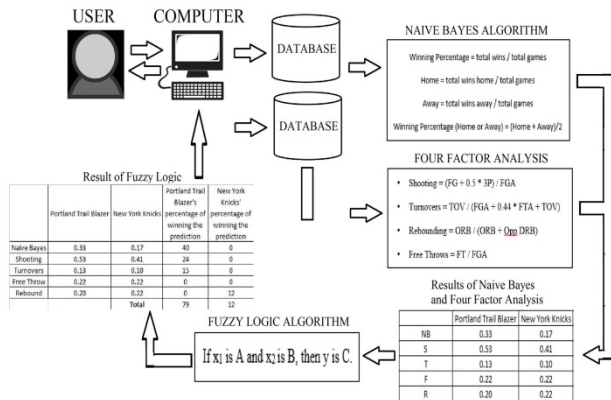 USER
COMPUTER
DATABASE
DATABASE
NAIVE BAYES ALGORITHM
Winning Percentage = total wins / total games
Home = total wins home / total games
Away = total wins away / total games
Winning Percentage (Home or Away) = (Home + Away)/2
FOUR FACTOR ANALYSIS
• Shooting = (FG + 0.5 * 3P) / FGA
• Turnovers = TOV / (FGA + 0.44 * FTA + TOV)
• Rebounding = ORB / (ORB + Opp DRB)
• Free Throws = FT / FGA
Results of Naive Bayes
and Four Factor Analysis
Portland Trail Blazer New York Knicks
NB 0.33 0.17
S 0.53 0.41
T 0.13 0.10
F 0.22 0.22
R 0.20 0.22
FUZZY LOGIC ALGORITHM
If x1 is A and x2 is B, then y is C.
Result of Fuzzy Logic
Portland Trail Blazer New York Knicks Portland Trail Blazer's percentage of winning the prediction New York Knicks' percentage of winning the prediction
Naive Bayes 0.33 0.17 40 0
Shooting 0.53 0.41 24 0
Turnovers 0.13 0.10 15 0
Free Throw 0.22 0.22 0 0
Rebound 0.20 0.22 0 12
Total 79 12